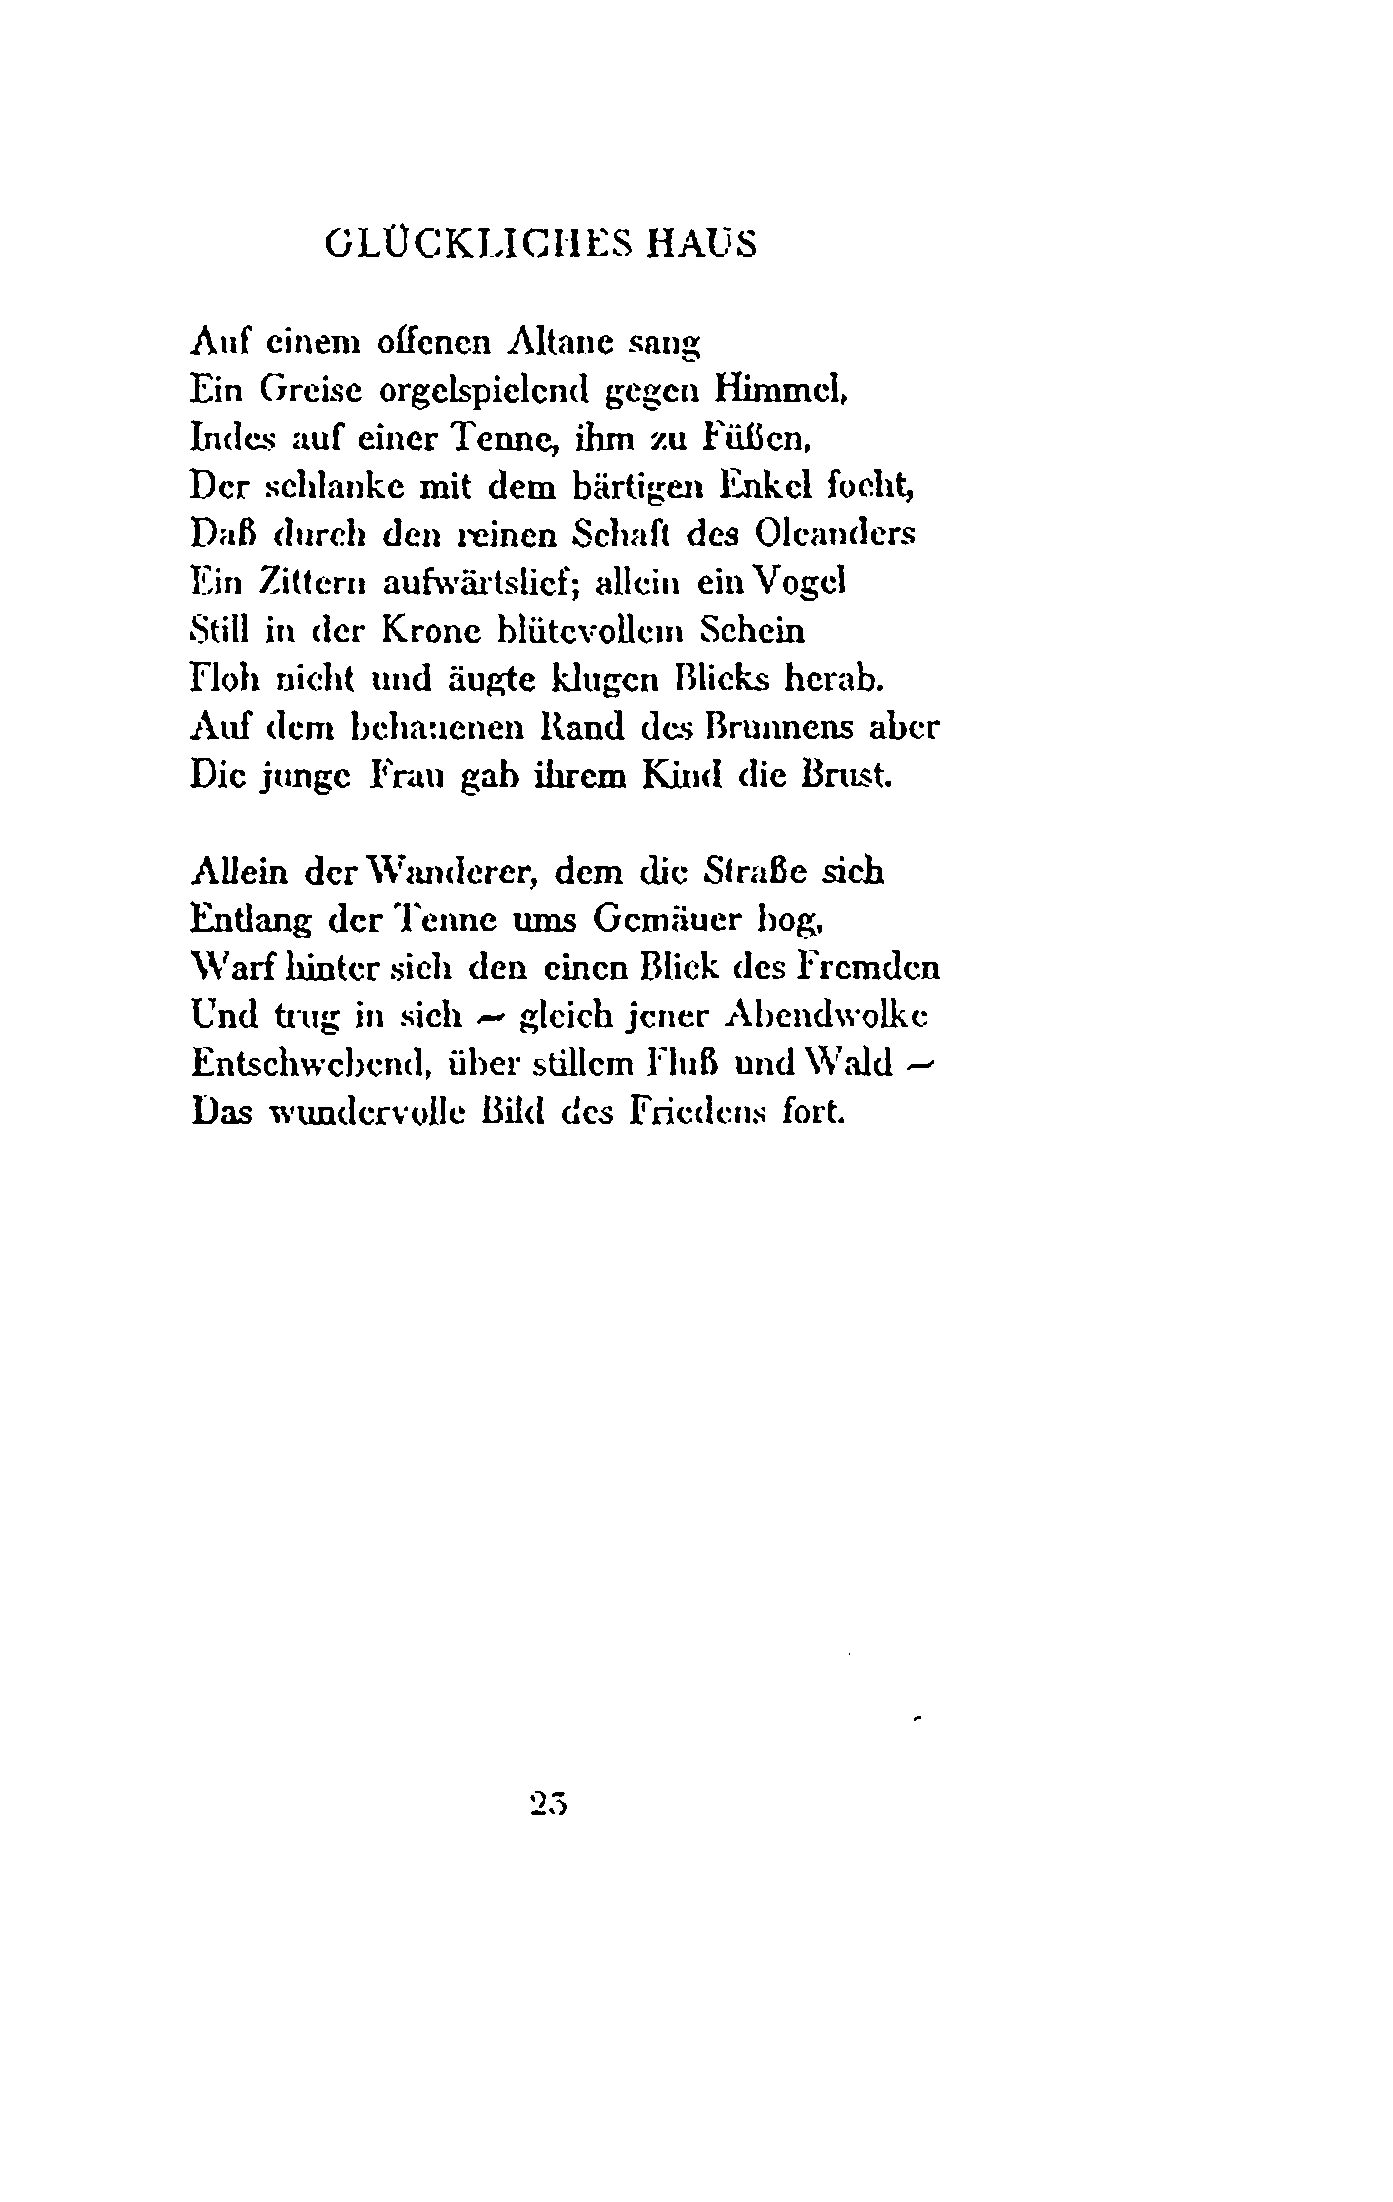 GLÜCKLICHES HAUS
Auf einem offenen Altane sang
Ein Greise orgelspielend gegen Himmel,
Indes auf einer Tenne, ihm zu Füßen,
Der schlanke mit dem bärtigen Enkel focht,
Daß durch den reinen Schaft des Oleanders
Ein Zittern aufwärtslief; allein ein Vogel
Still in der Krone blütevollem Schein
Floh nicht und äugte klugen Blicks herab.
Auf dem behauenen Rand des Brunnens aber
Die junge Frau gab ihrem Kind die Brust.
Allein der Wanderer, dem die Straße sich
Entlang der Tenne ums Gemäuer bog,
Warf hinter sich den einen Blick des Fremden
Und trug in sich – gleich jener Abendwolke
Entschwebend, über stillem Fluß und Wald –
Das wundervolle Bild des Friedens fort.
23